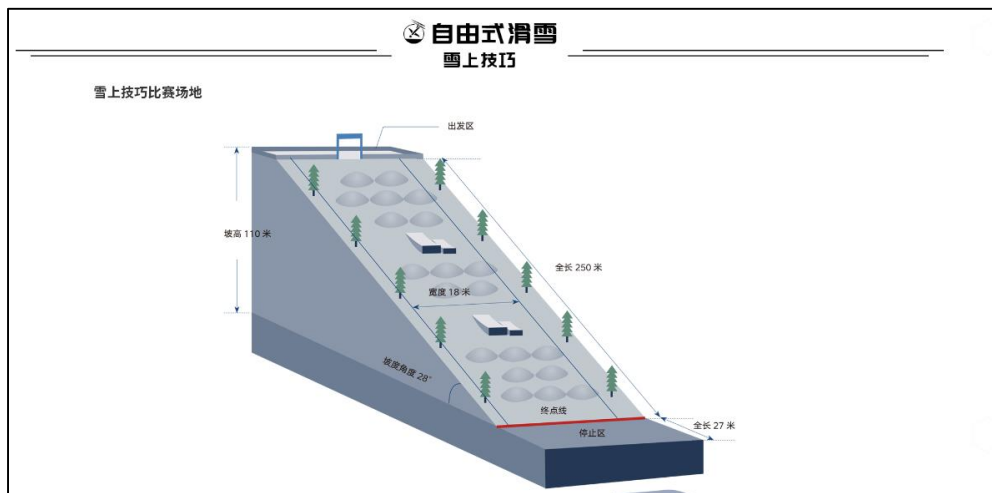 自由式滑雪
雪上技巧
雪上技巧比赛场地
出发区
坡高 110 米
全长 250 米
宽度 18 米
坡度角度 28°
终点线
全长 27 米
停止区